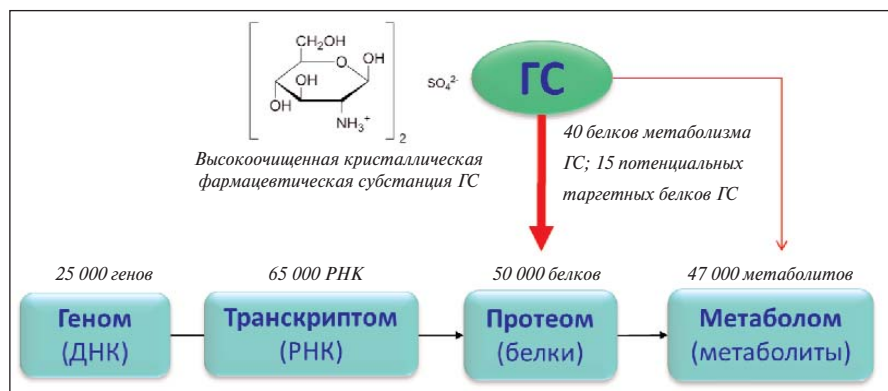 CH₂OH
O
OH
OH
OH
NH₃⁺
2
SO₄²⁻
ГС
Высокоочищенная кристаллическая
фармацевтическая субстанция ГС
40 белков метаболизма
ГС; 15 потенциальных
таргетных белков ГС
25 000 генов
65 000 РНК
50 000 белков
47 000 метаболитов
Геном
(ДНК)
Транскриптом
(РНК)
Протеом
(белки)
Метаболом
(метаболиты)